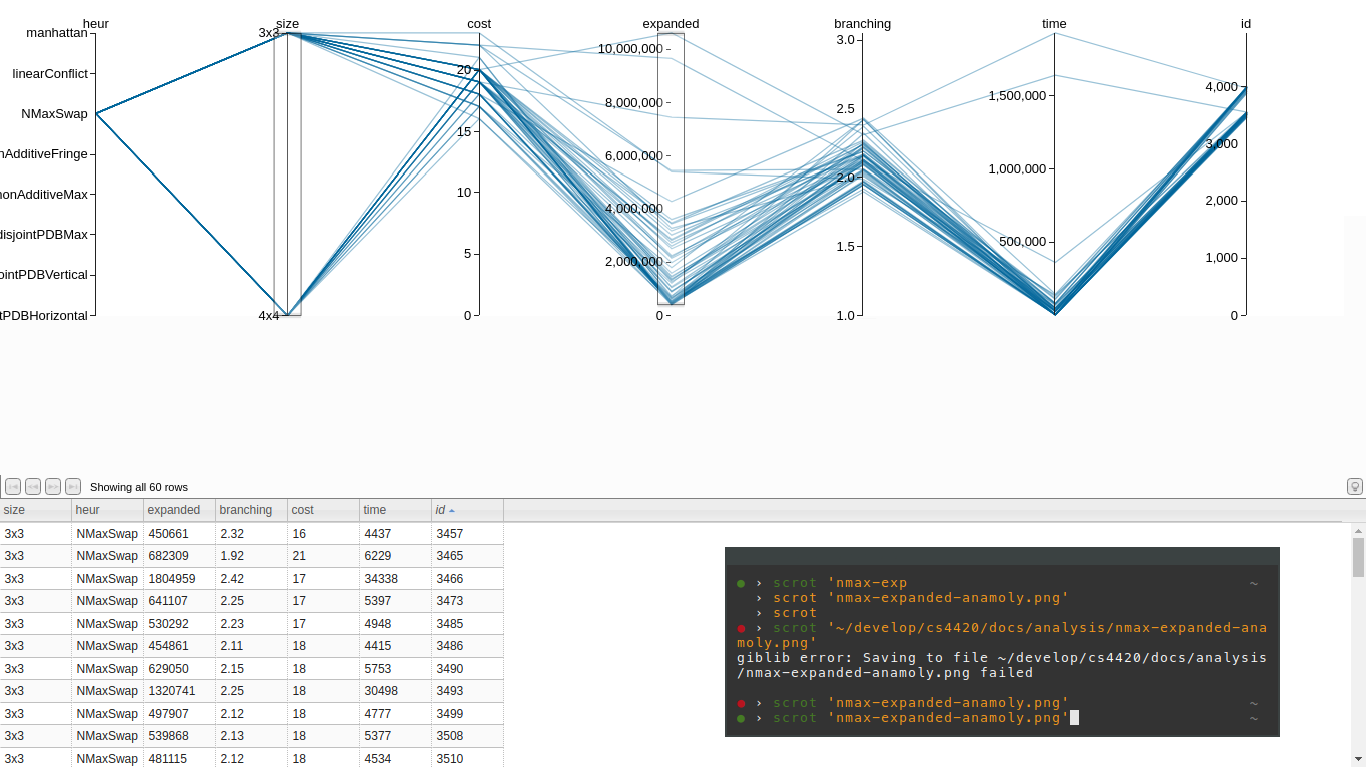 heur size cost expanded branching time id
manhattan
linearConflict
NMaxSwap
nAdditiveFringe
nonAdditiveMax
disjointPDBMax
ointPDBVertical
tPDBHorizontal
3x3
4x4
20
15
10
5
0
10,000,000
8,000,000
6,000,000
4,000,000
2,000,000
0
3.0
2.5
2.0
1.5
1.0
1,500,000
1,000,000
500,000
0
4,000
3,000
2,000
1,000
0
Showing all 60 rows
size heur expanded branching cost time id
3x3 NMaxSwap 450661 2.32 16 4437 3457
3x3 NMaxSwap 682309 1.92 21 6229 3465
3x3 NMaxSwap 1804959 2.42 17 34338 3466
3x3 NMaxSwap 641107 2.25 17 5397 3473
3x3 NMaxSwap 530292 2.23 17 4948 3485
3x3 NMaxSwap 454861 2.11 18 4415 3486
3x3 NMaxSwap 629050 2.15 18 5753 3490
3x3 NMaxSwap 1320741 2.25 18 30498 3493
3x3 NMaxSwap 497907 2.12 18 4777 3499
3x3 NMaxSwap 539868 2.13 18 5377 3508
3x3 NMaxSwap 481115 2.12 18 4534 3510
● › scrot 'nmax-exp ~
› scrot 'nmax-expanded-anamoly.png'
› scrot
● › scrot '~/develop/cs4420/docs/analysis/nmax-expanded-ana
moly.png'
giblib error: Saving to file ~/develop/cs4420/docs/analysis
/nmax-expanded-anamoly.png failed
● › scrot 'nmax-expanded-anamoly.png' ~
● › scrot 'nmax-expanded-anamoly.png' ~